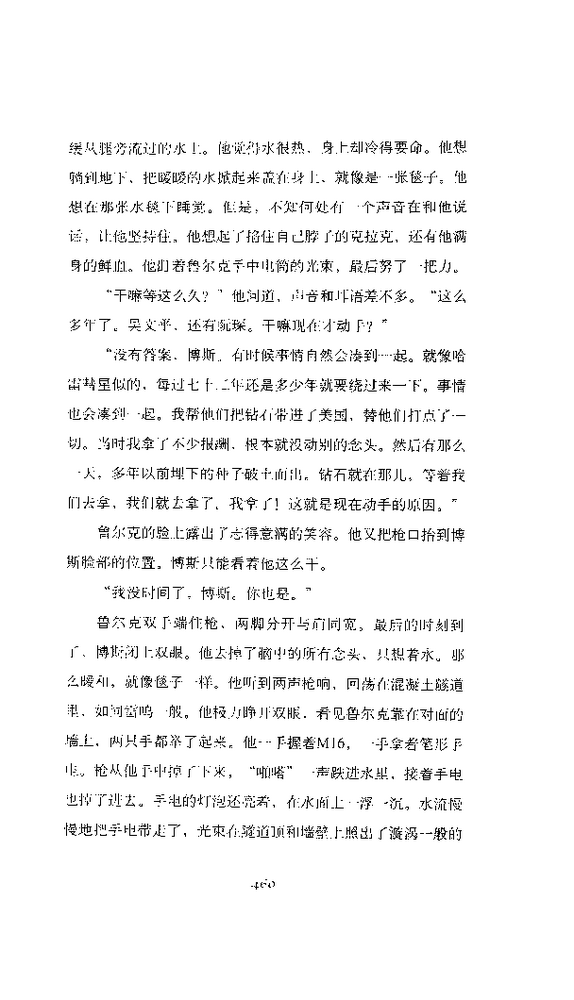 缓从腿旁流过的水上。他觉得水很热，身上却冷得要命。他想
躺到地下，把暖暖的水掀起来盖在身上，就像是一张毯子。他
想在那张水毯下睡觉。但是，不知何处有一个声音在和他说
话，让他坚持住。他想起了掐住自己脖子的克拉克，还有他满
身的鲜血。他盯着鲁尔克手中电筒的光束，最后努了一把力。
“干嘛等这么久？”他问道，声音和耳语差不多。“这么
多年了。吴文平，还有阮琛。干嘛现在才动手？”
“没有答案，博斯。有时候事情自然会凑到一起。就像哈
雷彗星似的，每过七十二年还是多少年就要绕过来一下。事情
也会凑到一起。我帮他们把钻石带进了美国，替他们打点了一
切。当时我拿了不少报酬，根本就没动别的念头。然后有那么
一天，多年以前埋下的种子破土而出。钻石就在那儿，等着我
们去拿，我们就去拿了，我拿了！这就是现在动手的原因。”
鲁尔克的脸上露出了志得意满的笑容。他又把枪口抬到博
斯脸部的位置。博斯只能看着他这么干。
“我没时间了，博斯。你也是。”
鲁尔克双手端住枪，两脚分开与肩同宽。最后的时刻到
了，博斯闭上双眼。他去掉了脑中的所有念头，只想着水。那
么暖和，就像毯子一样。他听到两声枪响，回荡在混凝土隧道
里，如同雷鸣一般。他极力睁开双眼，看见鲁尔克靠在对面的
墙上，两只手都举了起来。他一手握着M16，一手拿着笔形手
电。枪从他手中掉了下来，“啪嗒”一声跌进水里，接着手电
也掉了进去。手电的灯泡还亮着，在水面上一浮一沉。水流慢
慢地把手电带走了，光束在隧道顶和墙壁上照出了漩涡一般的
460